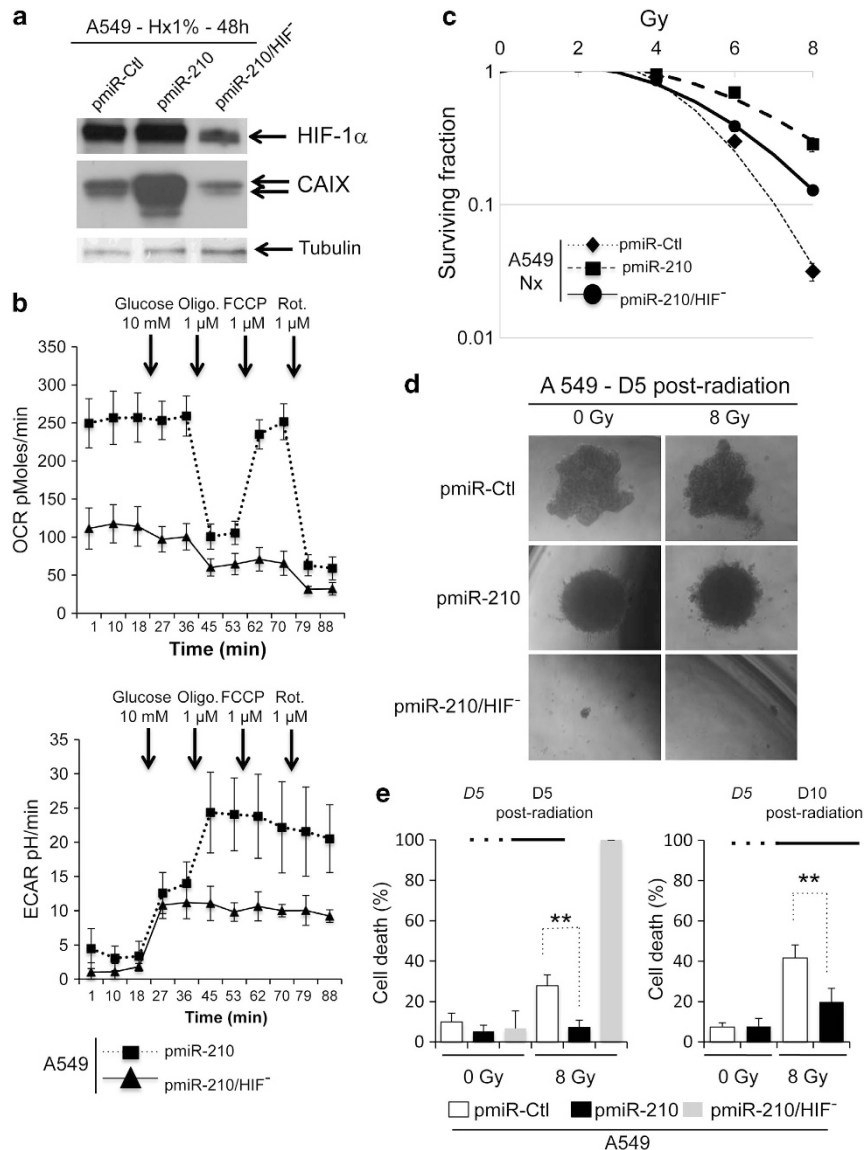 a
A549 - Hx1% - 48h
pmiR-Ctl
pmiR-210
pmiR-210/HIF⁻
HIF-1α
CAIX
Tubulin
b
Glucose Oligo. FCCP Rot.
10 mM 1 µM 1 µM 1 µM
350
300
250
200
150
100
50
0
OCR pMoles/min
1 10 18 27 36 45 53 62 70 79 88
Time (min)
Glucose Oligo. FCCP Rot.
10 mM 1 µM 1 µM 1 µM
35
30
25
20
15
10
5
0
ECAR pH/min
1 10 18 27 36 45 53 62 70 79 88
Time (min)
A549
pmiR-210
pmiR-210/HIF⁻
c
Gy
0 2 4 6 8
1
0.1
0.01
Surviving fraction
A549
Nx
pmiR-Ctl
pmiR-210
pmiR-210/HIF⁻
d
A 549 - D5 post-radiation
0 Gy 8 Gy
pmiR-Ctl
pmiR-210
pmiR-210/HIF⁻
e
D5 D5
post-radiation
100
80
60
40
20
0
Cell death (%)
**
0 Gy 8 Gy
D5 D10
post-radiation
100
80
60
40
20
0
Cell death (%)
**
0 Gy 8 Gy
pmiR-Ctl pmiR-210 pmiR-210/HIF⁻
A549